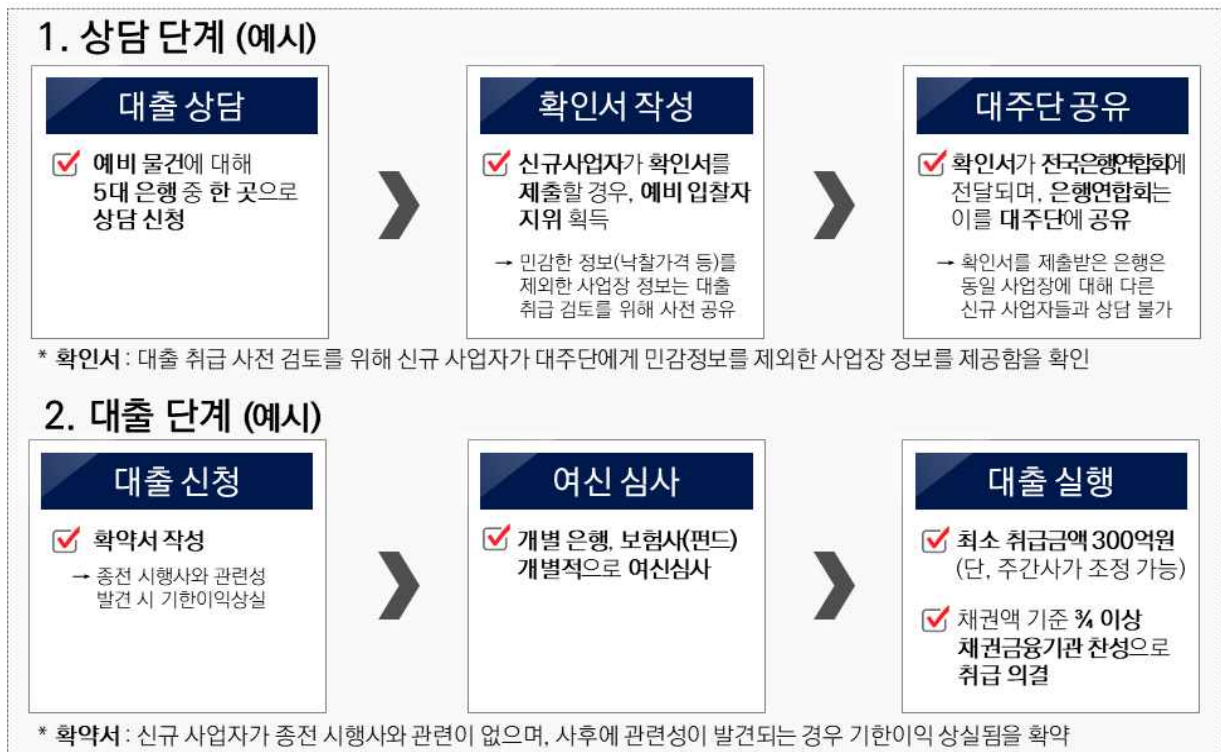 1. 상담 단계 (예시)
대출 상담
예비 물건에 대해
5대 은행 중 한 곳으로
상담 신청
확인서 작성
신규사업자가 확인서를
제출할 경우, 예비 입찰자
지위 획득
→ 민감한 정보(낙찰가격 등)를
제외한 사업장 정보는 대출
취급 검토를 위해 사전 공유
대주단 공유
확인서가 전국은행연합회에
전달되며, 은행연합회는
이를 대주단에 공유
→ 확인서를 제출받은 은행은
동일 사업장에 대해 다른
신규 사업자들과 상담 불가
* 확인서 : 대출 취급 사전 검토를 위해 신규 사업자가 대주단에게 민감정보를 제외한 사업장 정보를 제공함을 확인
2. 대출 단계 (예시)
대출 신청
확약서 작성
→ 종전 시행사와 관련성
발견 시 기한이익상실
여신 심사
개별 은행, 보험사(펀드)
개별적으로 여신심사
대출 실행
최소 취급금액 300억원
(단, 주간사가 조정 가능)
채권액 기준 ¾ 이상
채권금융기관 찬성으로
취급 의결
* 확약서 : 신규 사업자가 종전 시행사와 관련이 없으며, 사후에 관련성이 발견되는 경우 기한이익 상실됨을 확약